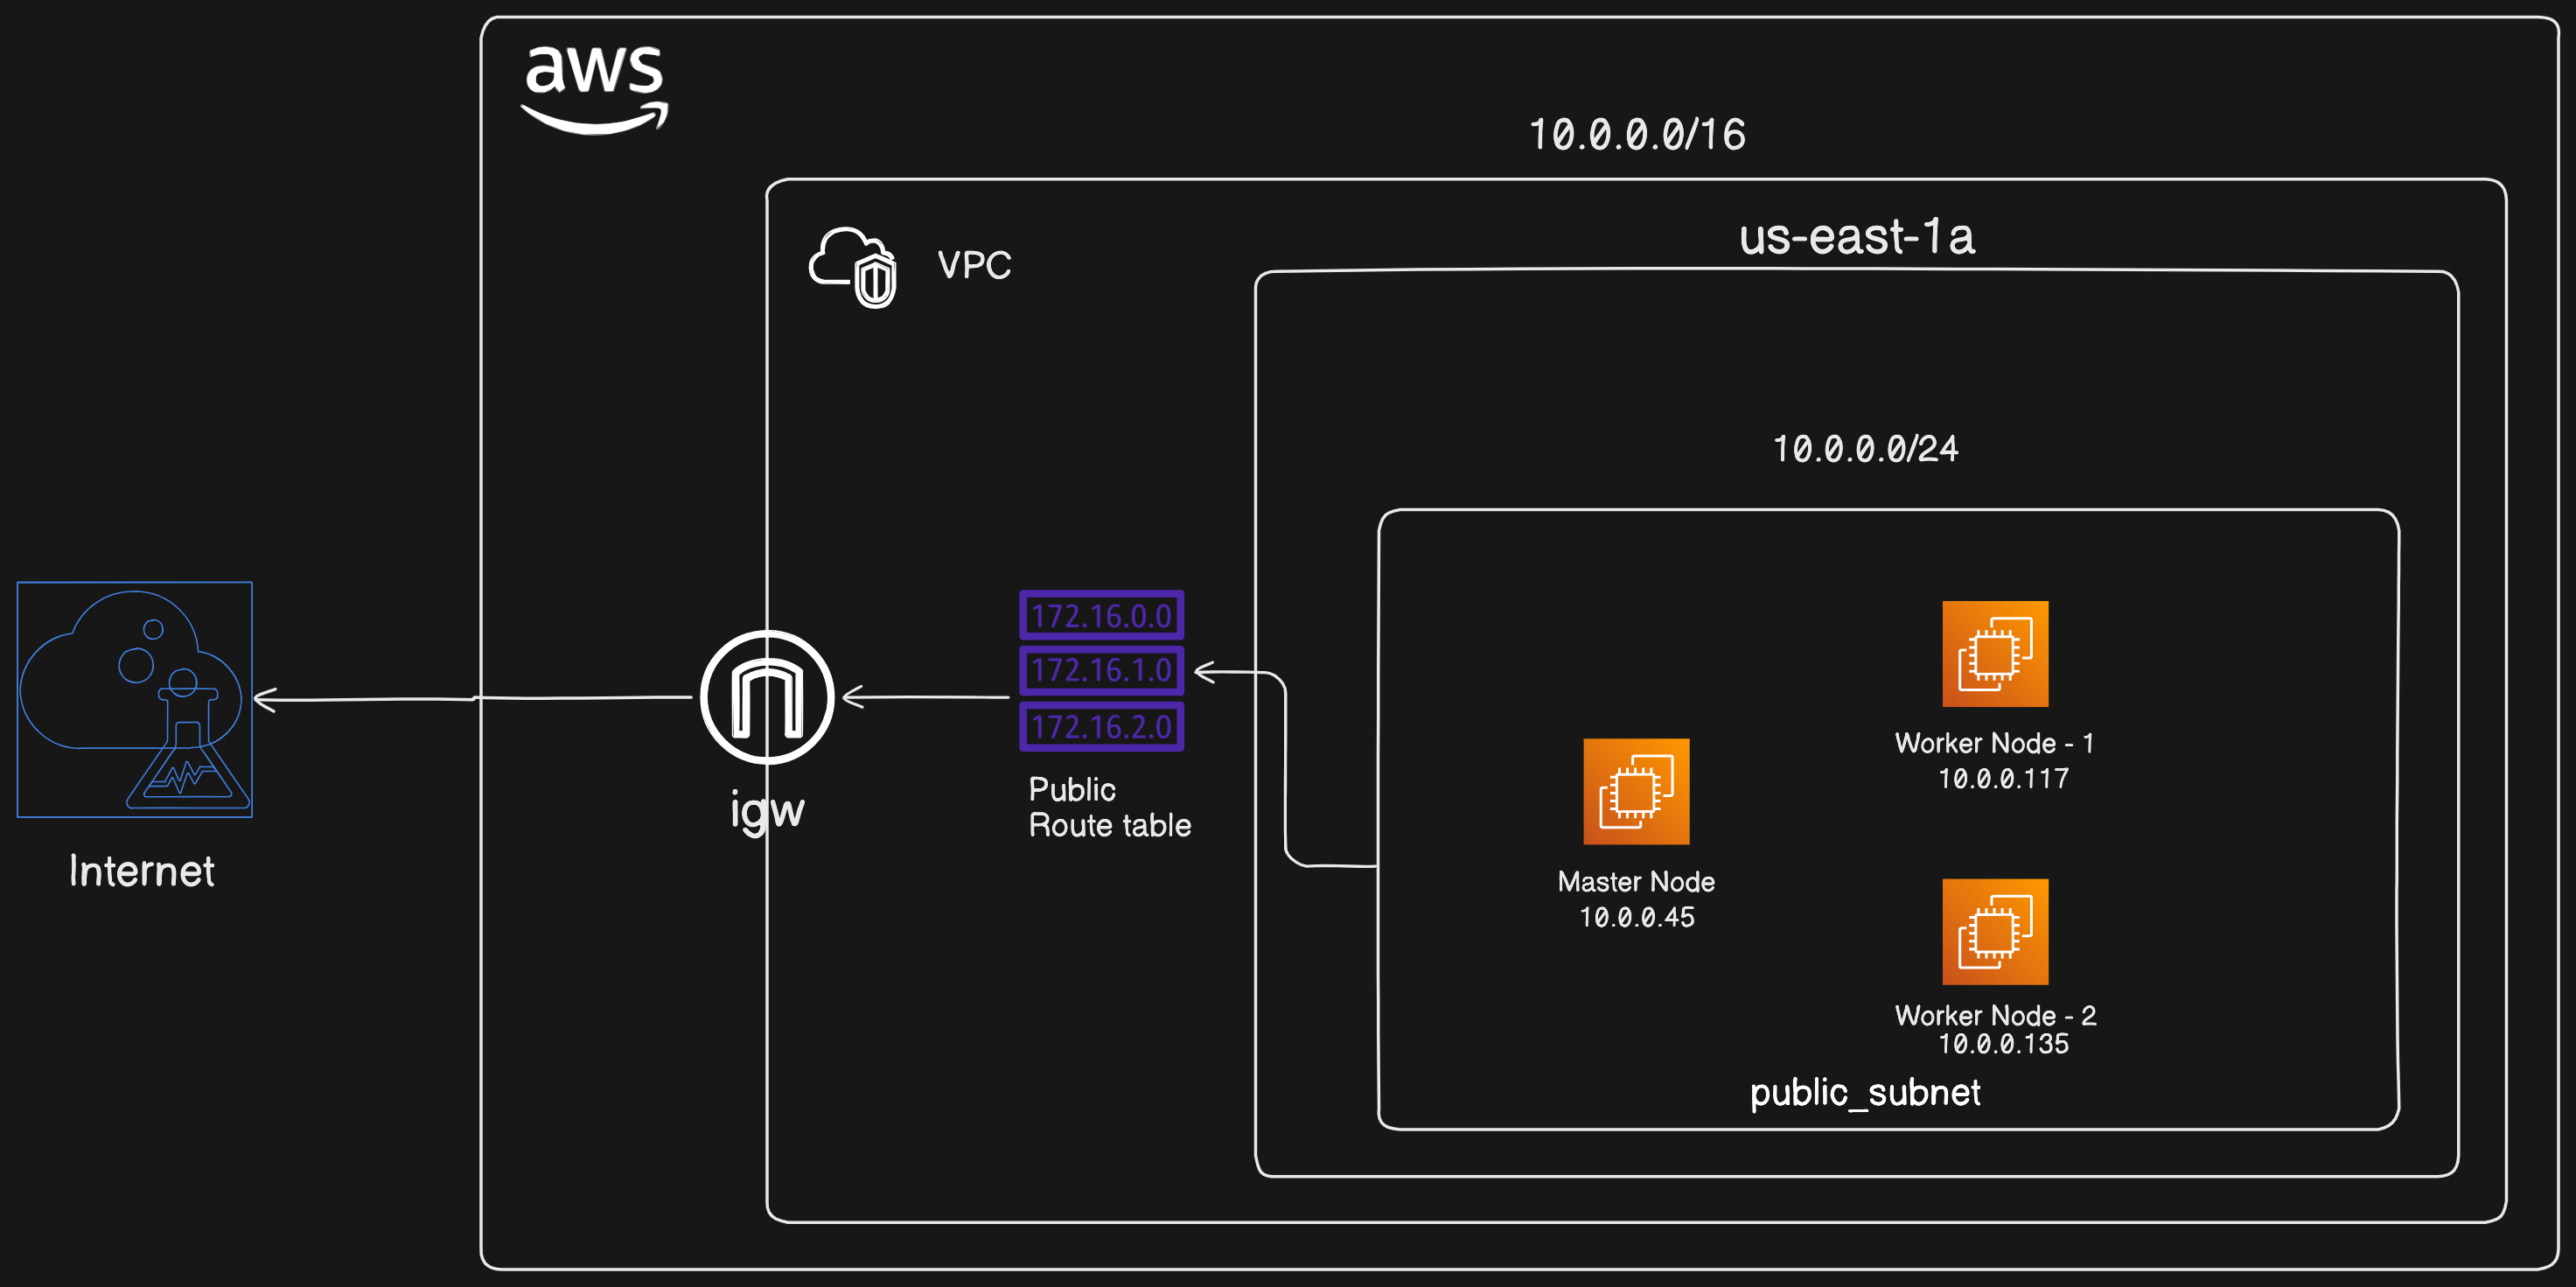 aws
10.0.0.0/16
us-east-1a
VPC
10.0.0.0/24
172.16.0.0
172.16.1.0
172.16.2.0
Public
Route table
igw
Internet
Worker Node - 1
10.0.0.117
Master Node
10.0.0.45
Worker Node - 2
10.0.0.135
public_subnet